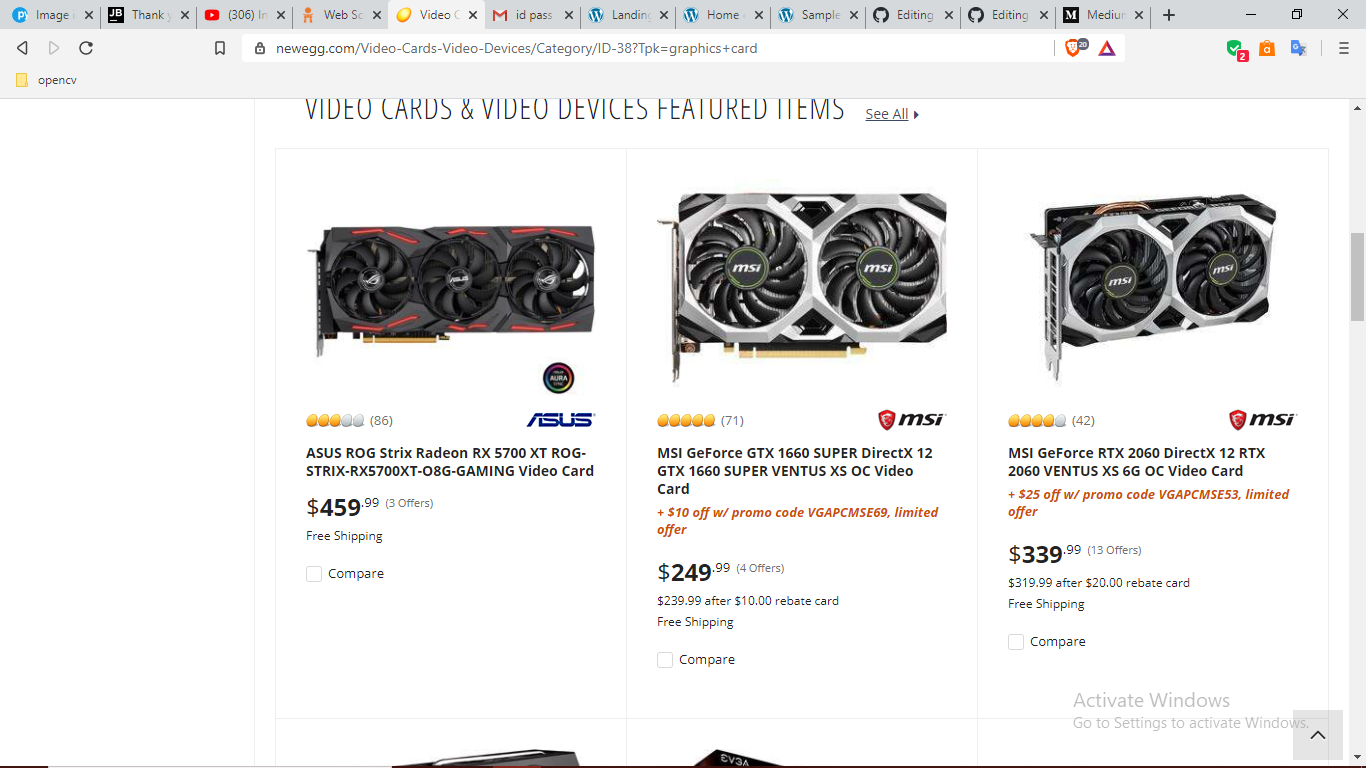 Image i
Thank y
(306) In
Web Sc
Video C
id pass
Landing
Home
Sample
Editing
Editing
Medium
newegg.com/Video-Cards-Video-Devices/Category/ID-38?Tpk=graphics+card
20
2
opencv
VIDEO CARDS & VIDEO DEVICES FEATURED ITEMS See All
ASUS
msi msi
msi msi
AURA
SYNC
(86) ASUS
(71) msi
(42) msi
ASUS ROG Strix Radeon RX 5700 XT ROG-
STRIX-RX5700XT-O8G-GAMING Video Card
$459.99 (3 Offers)
Free Shipping
Compare
MSI GeForce GTX 1660 SUPER DirectX 12
GTX 1660 SUPER VENTUS XS OC Video
Card
+ $10 off w/ promo code VGAPCMSE69, limited
offer
$249.99 (4 Offers)
$239.99 after $10.00 rebate card
Free Shipping
Compare
MSI GeForce RTX 2060 DirectX 12 RTX
2060 VENTUS XS 6G OC Video Card
+ $25 off w/ promo code VGAPCMSE53, limited
offer
$339.99 (13 Offers)
$319.99 after $20.00 rebate card
Free Shipping
Compare
Activate Windows
Go to Settings to activate Windows.
EVGA